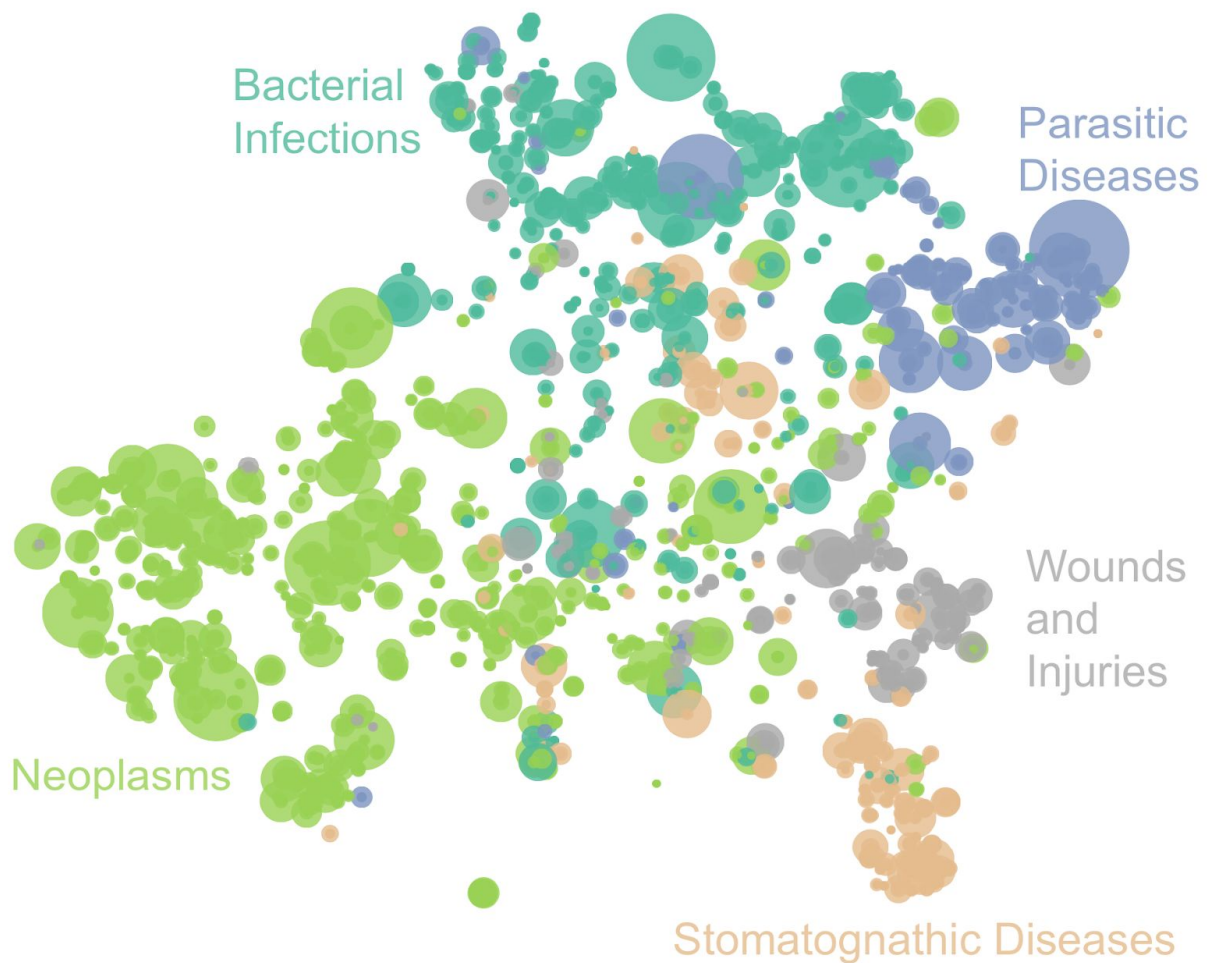 Bacterial
Infections
Parasitic
Diseases
Wounds
and
Injuries
Neoplasms
Stomatognathic Diseases